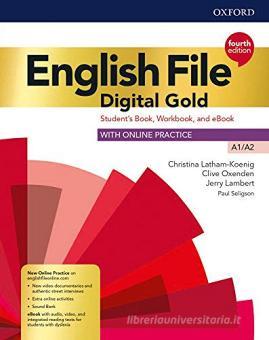 OXFORD
fourth
edition
English File
Digital Gold
Student's Book, Workbook, and eBook
WITH ONLINE PRACTICE
A1/A2
Christina Latham-Koenig
Clive Oxenden
Jerry Lambert
Paul Seligson
New Online Practice on
englishfileonline.com
• New video documentaries and
authentic street interviews
• Extra online activities
• Sound Bank
eBook with audio, video, and
integrated reading texts for
students with dyslexia
libreriauniversitaria.it